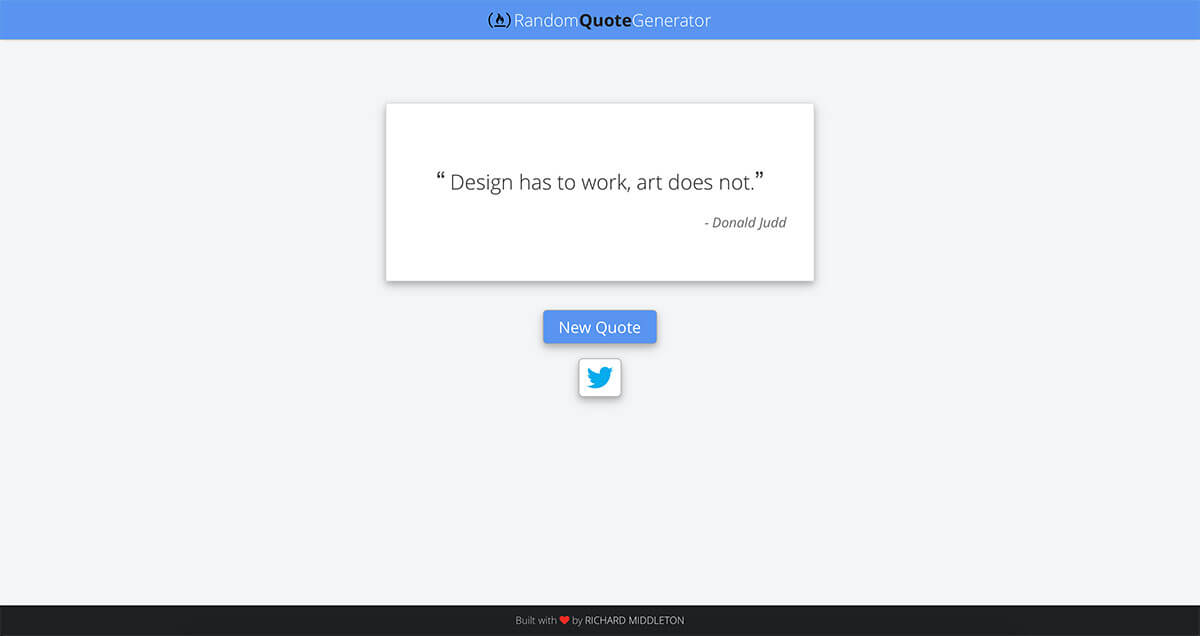 RandomQuoteGenerator
“ Design has to work, art does not.”
- Donald Judd
New Quote
Built with ❤ by RICHARD MIDDLETON